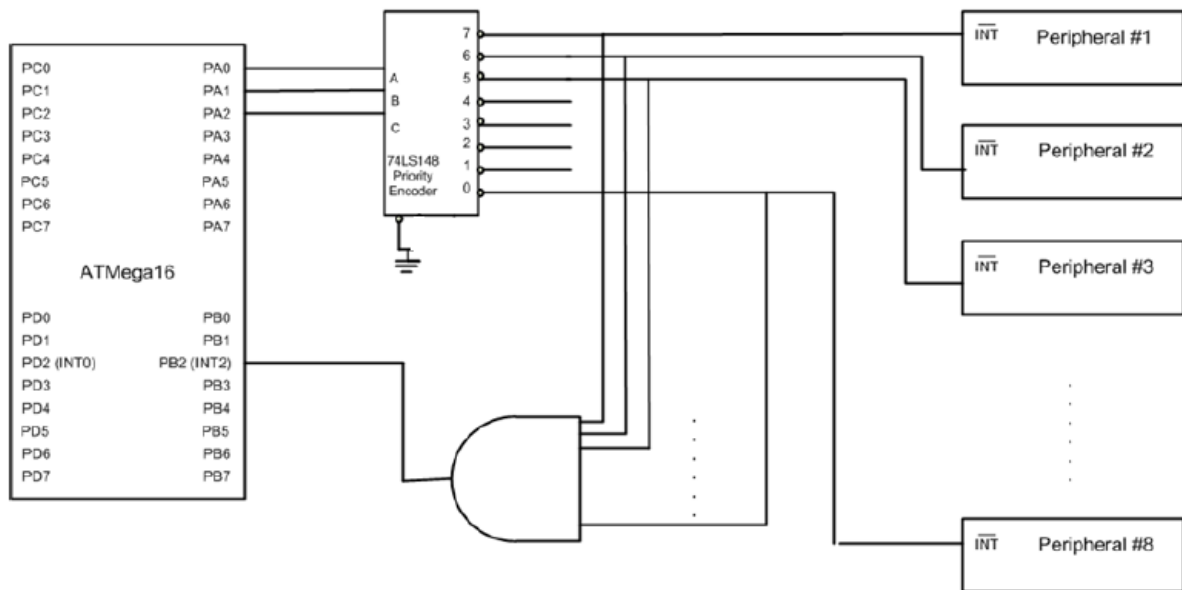 PC0 PA0
PC1 PA1
PC2 PA2
PC3 PA3
PC4 PA4
PC5 PA5
PC6 PA6
PC7 PA7
ATMega16
PD0 PB0
PD1 PB1
PD2 (INT0) PB2 (INT2)
PD3 PB3
PD4 PB4
PD5 PB5
PD6 PB6
PD7 PB7
A
B
C
74LS148
Priority
Encoder
7
6
5
4
3
2
1
0
INT Peripheral #1
INT Peripheral #2
INT Peripheral #3
INT Peripheral #8